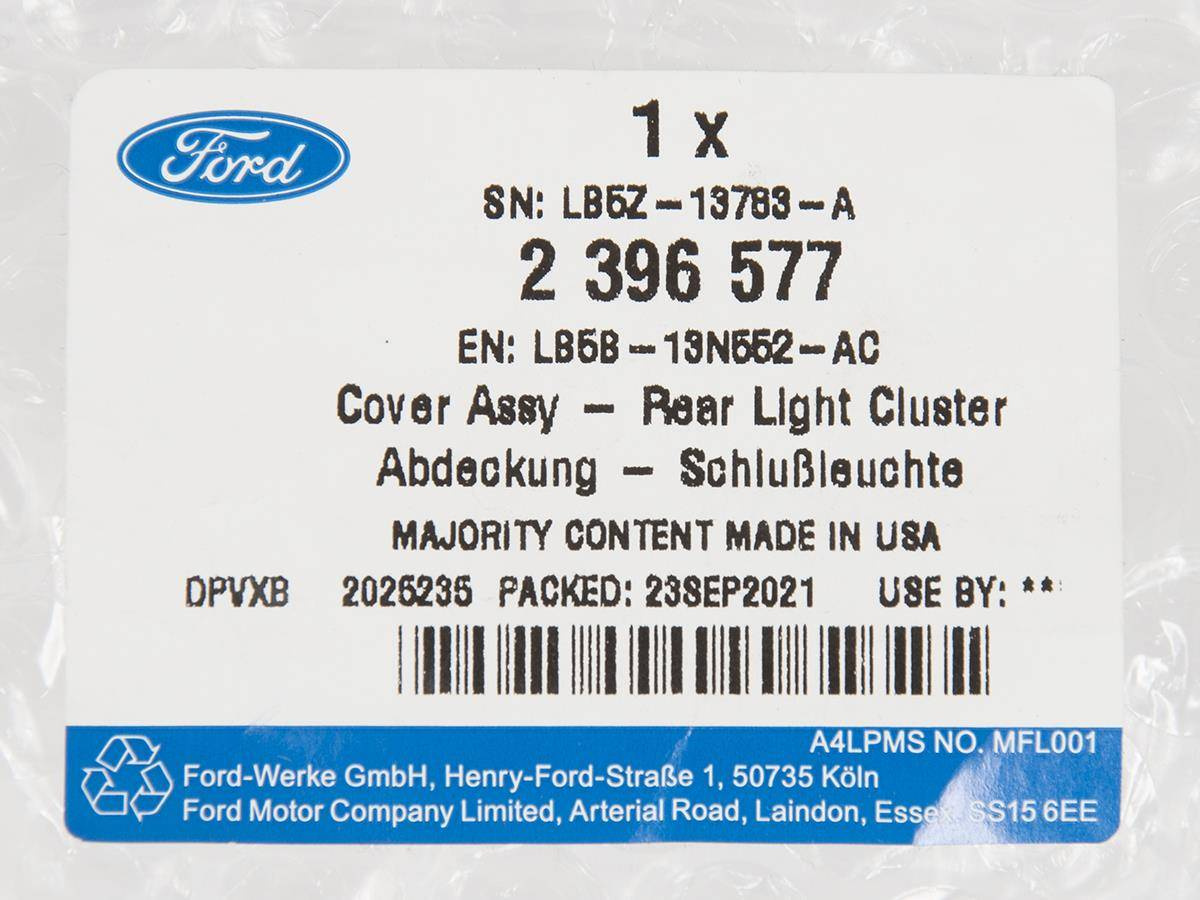 Ford
1 x
SN: LB5Z-13783-A
2 396 577
EN: LB5B-13N552-AC
Cover Assy - Rear Light Cluster
Abdeckung - Schlußleuchte
MAJORITY CONTENT MADE IN USA
DPVXB 2025235 PACKED: 23SEP2021 USE BY: **
A4LPMS NO. MFL001
Ford-Werke GmbH, Henry-Ford-Straße 1, 50735 Köln
Ford Motor Company Limited, Arterial Road, Laindon, Essex. SS15 6EE